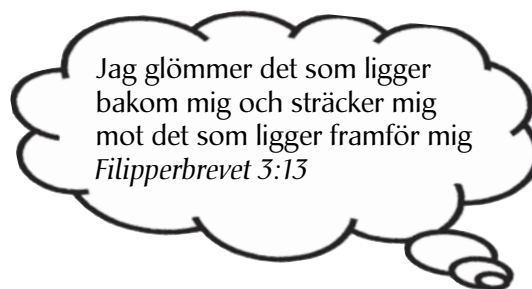 Jag glömmer det som ligger
bakom mig och sträcker mig
mot det som ligger framför mig
Filipperbrevet 3:13